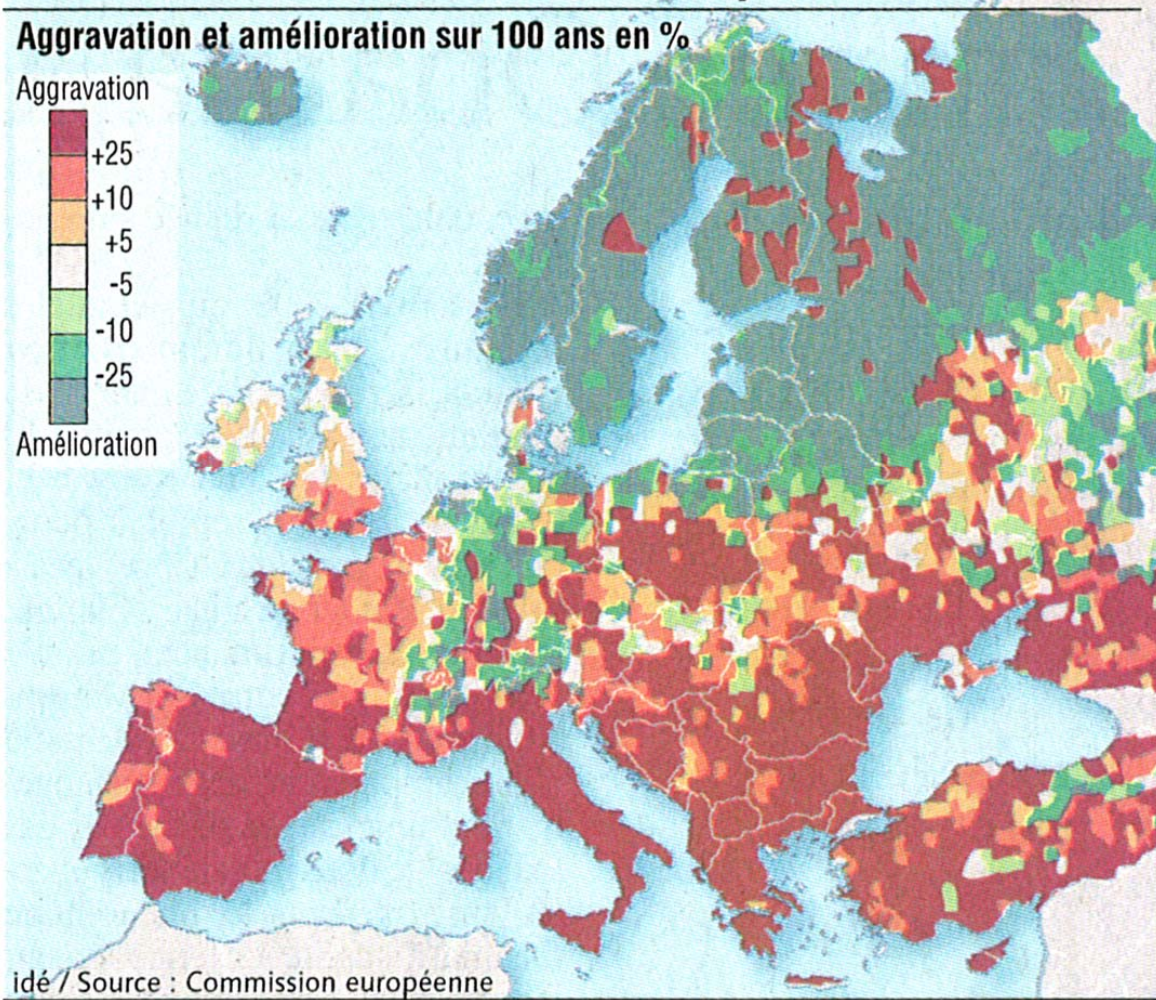 Aggravation et amélioration sur 100 ans en %
Aggravation
+25
+10
+5
-5
-10
-25
Amélioration
idé / Source : Commission européenne